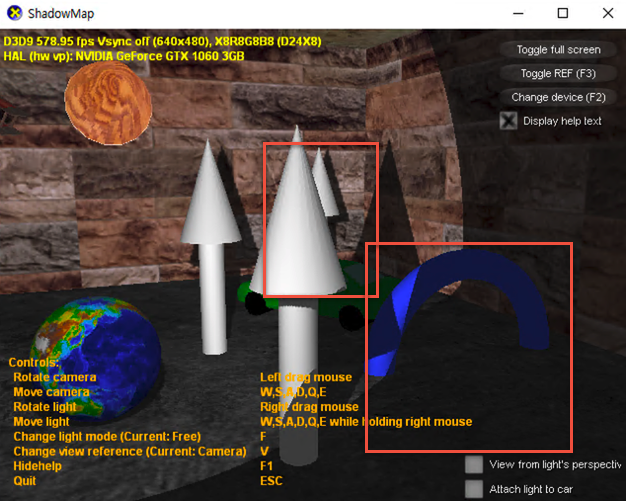 ShadowMap
D3D9 578.95 fps Vsync off (640x480), X8R8G8B8 (D24X8)
HAL (hw vp): NVIDIA GeForce GTX 1060 3GB
Toggle full screen
Toggle REF (F3)
Change device (F2)
Display help text
Controls:
Rotate camera Left drag mouse
Move camera W,S,A,D,Q,E
Rotate light Right drag mouse
Move light W,S,A,D,Q,E while holding right mouse
Change light mode (Current: Free) F
Change view reference (Current: Camera) V
Hidehelp F1
Quit ESC
View from light's perspectiv
Attach light to car